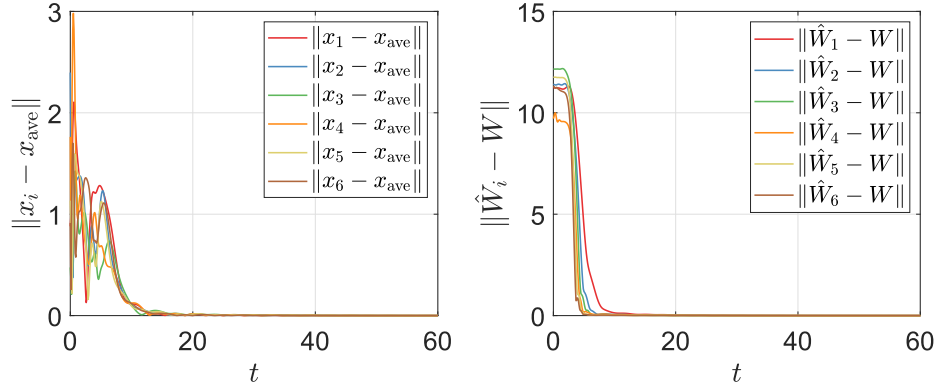 3
2
1
0
0
20
40
60
t
||x_i − x_ave||
||x_1 − x_ave||
||x_2 − x_ave||
||x_3 − x_ave||
||x_4 − x_ave||
||x_5 − x_ave||
||x_6 − x_ave||
15
10
5
0
0
20
40
60
t
||Ŵ_i − W||
||Ŵ_1 − W||
||Ŵ_2 − W||
||Ŵ_3 − W||
||Ŵ_4 − W||
||Ŵ_5 − W||
||Ŵ_6 − W||